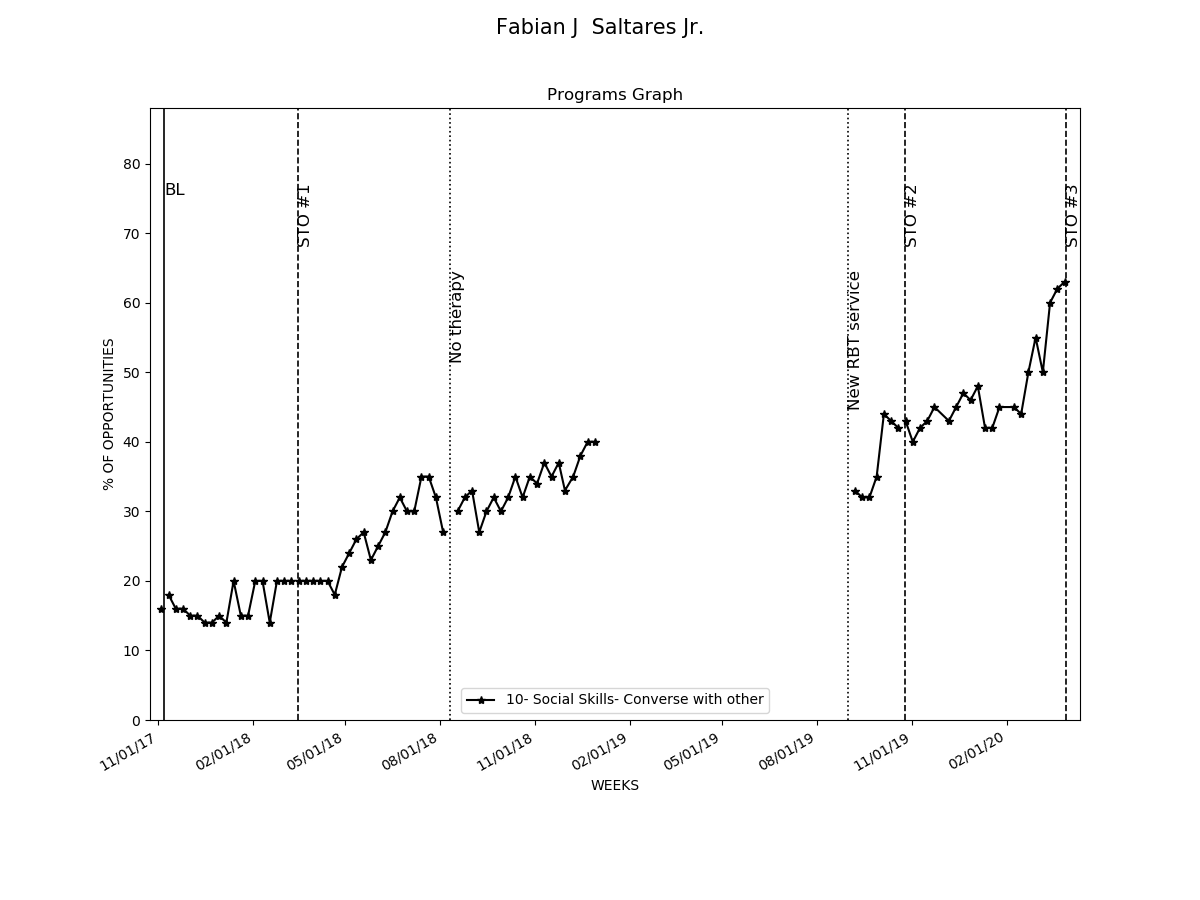 Fabian J  Saltares Jr.
Programs Graph
BL
STO #1
No therapy
New RBT service
STO #2
STO #3
% OF OPPORTUNITIES
80
70
60
50
40
30
20
10
0
10- Social Skills- Converse with other
11/01/17
02/01/18
05/01/18
08/01/18
11/01/18
02/01/19
05/01/19
08/01/19
11/01/19
02/01/20
WEEKS